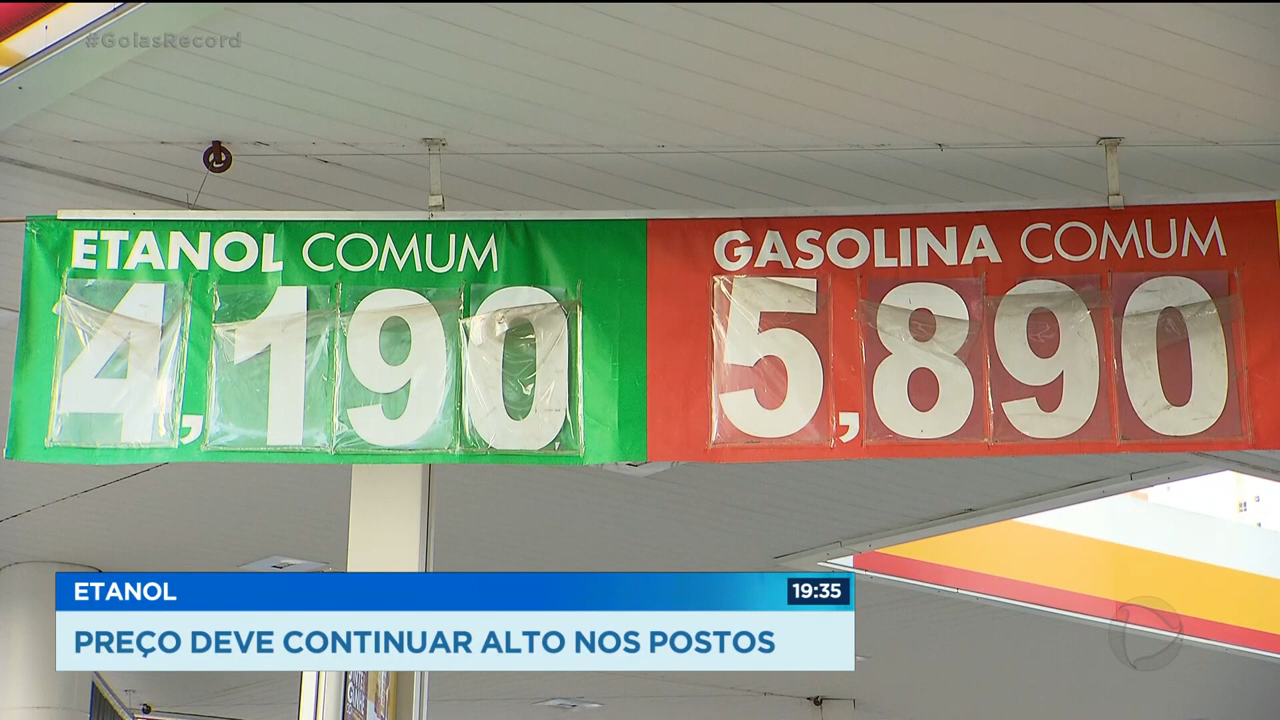 #GoiasRecord
ETANOL COMUM
4,190
GASOLINA COMUM
5,890
ETANOL
19:35
PREÇO DEVE CONTINUAR ALTO NOS POSTOS